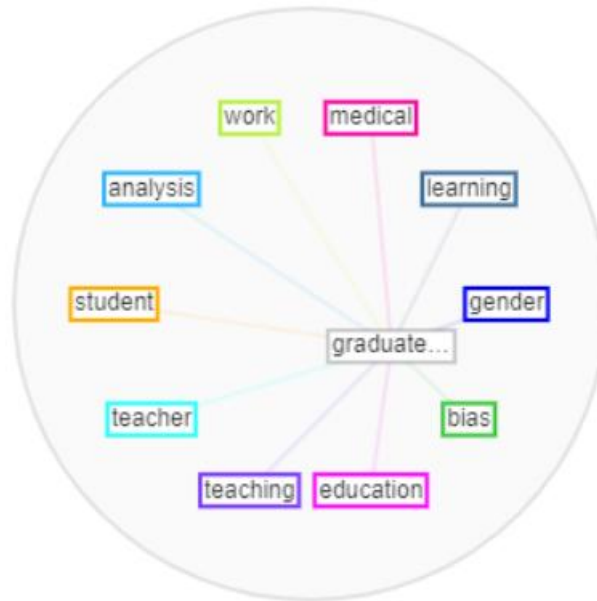 work
medical
analysis
learning
student
gender
graduate...
teacher
bias
teaching
education